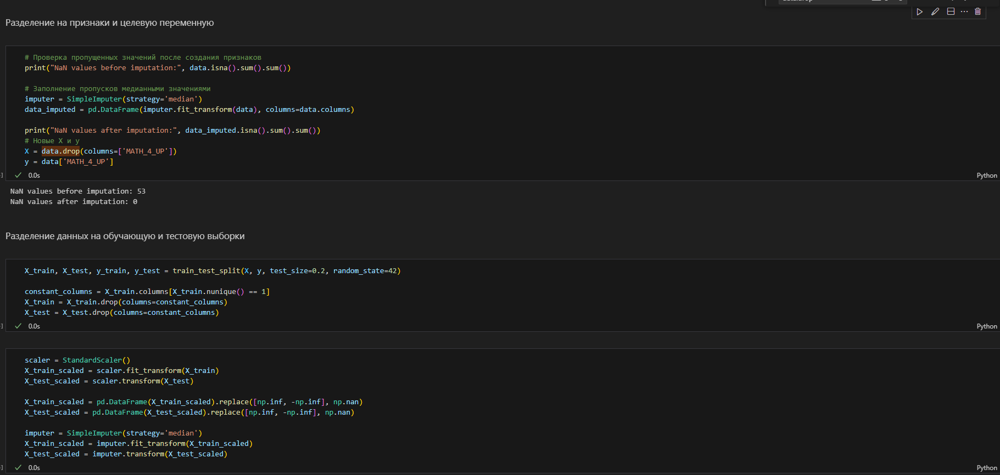 Разделение на признаки и целевую переменную
# Проверка пропущенных значений после создания признаков
print("NaN values before imputation:", data.isna().sum().sum())
# Заполнение пропусков медианными значениями
imputer = SimpleImputer(strategy='median')
data_imputed = pd.DataFrame(imputer.fit_transform(data), columns=data.columns)
print("NaN values after imputation:", data_imputed.isna().sum().sum())
# Новые X и y
X = data.drop(columns=['MATH_4_UP'])
y = data['MATH_4_UP']
0.0s
Python
NaN values before imputation: 53
NaN values after imputation: 0
Разделение данных на обучающую и тестовую выборки
X_train, X_test, y_train, y_test = train_test_split(X, y, test_size=0.2, random_state=42)
constant_columns = X_train.columns[X_train.nunique() == 1]
X_train = X_train.drop(columns=constant_columns)
X_test = X_test.drop(columns=constant_columns)
0.0s
Python
scaler = StandardScaler()
X_train_scaled = scaler.fit_transform(X_train)
X_test_scaled = scaler.transform(X_test)
X_train_scaled = pd.DataFrame(X_train_scaled).replace([np.inf, -np.inf], np.nan)
X_test_scaled = pd.DataFrame(X_test_scaled).replace([np.inf, -np.inf], np.nan)
imputer = SimpleImputer(strategy='median')
X_train_scaled = imputer.fit_transform(X_train_scaled)
X_test_scaled = imputer.transform(X_test_scaled)
0.0s
Python